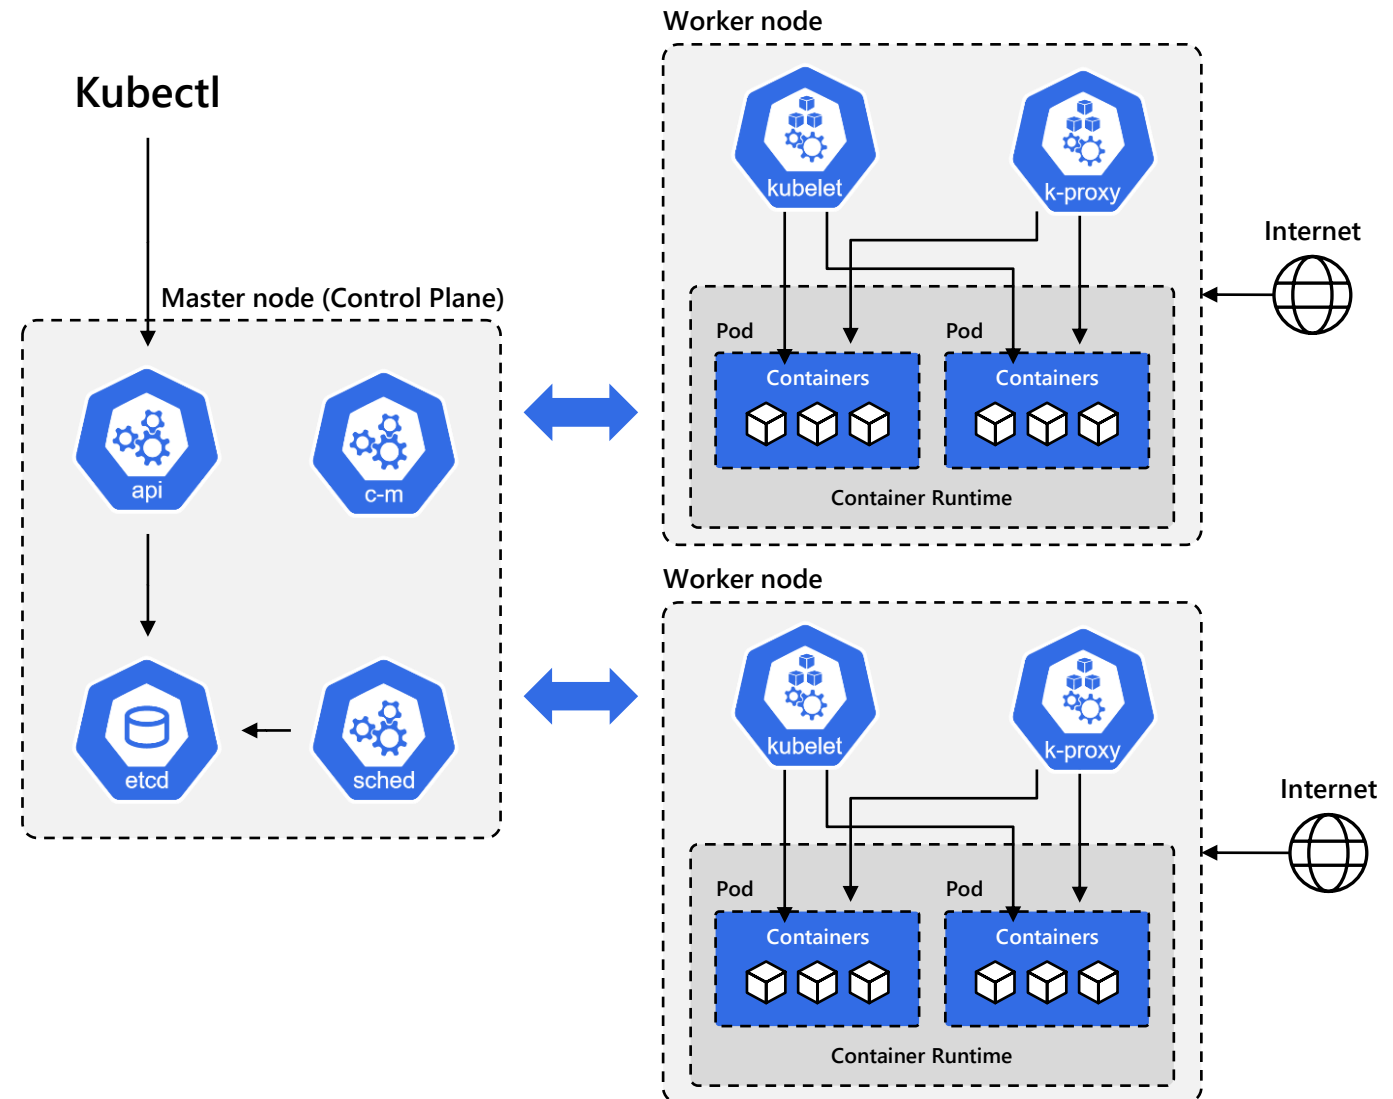 Kubectl
Master node (Control Plane)
api
c-m
etcd
sched
Worker node
kubelet
k-proxy
Internet
Pod
Pod
Containers
Containers
Container Runtime
Worker node
kubelet
k-proxy
Internet
Pod
Pod
Containers
Containers
Container Runtime